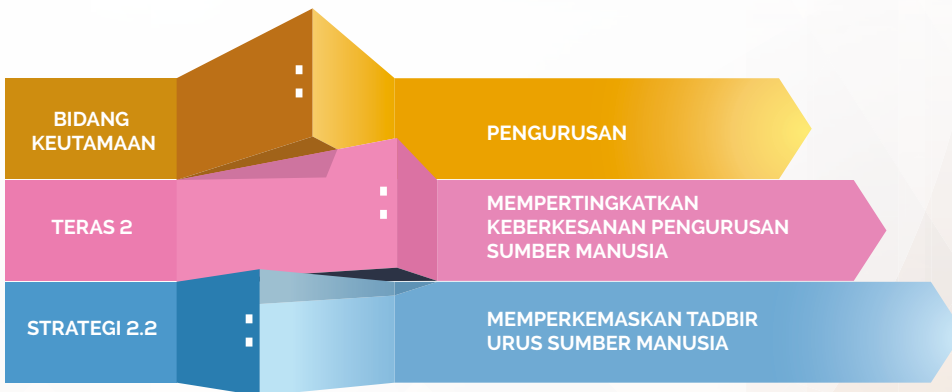 BIDANG
KEUTAMAAN
PENGURUSAN
TERAS 2
MEMPERTINGKATKAN
KEBERKESANAN PENGURUSAN
SUMBER MANUSIA
STRATEGI 2.2
MEMPERKEMASKAN TADBIR
URUS SUMBER MANUSIA